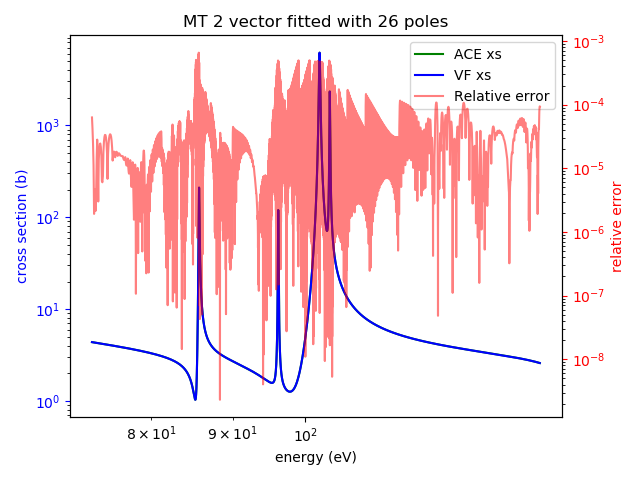 MT 2 vector fitted with 26 poles
ACE xs
VF xs
Relative error
cross section (b)
10³
10²
10¹
10⁰
10⁻³
10⁻⁴
10⁻⁵
10⁻⁶
10⁻⁷
10⁻⁸
relative error
8 × 10¹ 9 × 10¹ 10²
energy (eV)